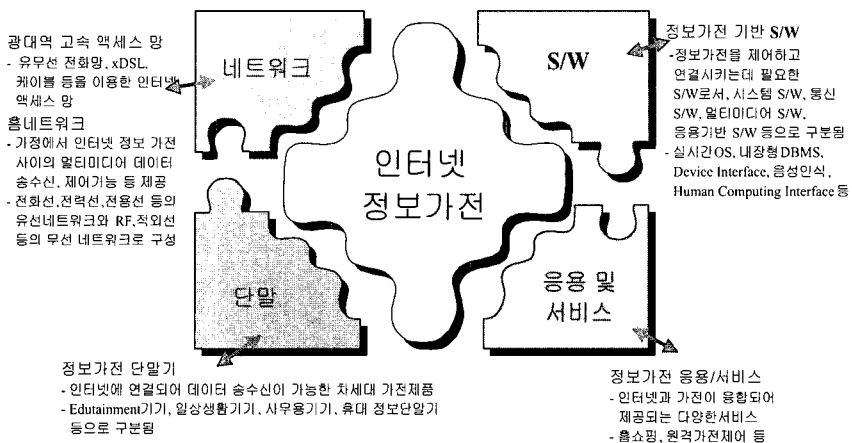 광대역 고속 액세스 망
- 유무선 전화망, xDSL,
케이블 등을 이용한 인터넷
액세스 망
홈네트워크
- 가정에서 인터넷 정보 가전
사이의 멀티미디어 데이터
송수신, 제어기능 등 제공
- 전화선,전력선,전용선 등의
유선네트워크와 RF,적외선
등의 무선 네트워크로 구성
네트워크
S/W
정보가전 기반 S/W
-정보가전을 제어하고
연결시키는데 필요한
S/W로서, 시스템 S/W, 통신
S/W, 멀티미디어 S/W,
응용기반 S/W 등으로 구분됨
- 실시간OS, 내장형DBMS,
Device Interface, 음성인식,
Human Computing Interface 등
인터넷
정보가전
단말
응용 및
서비스
정보가전 단말기
- 인터넷에 연결되어 데이터 송수신이 가능한 차세대 가전제품
- Edutainment기기, 일상생활기기, 사무용기기, 휴대 정보단말기
등으로 구분됨
정보가전 응용/서비스
- 인터넷과 가전이 융합되어
제공되는 다양한서비스
- 홈쇼핑, 원격가전제어 등